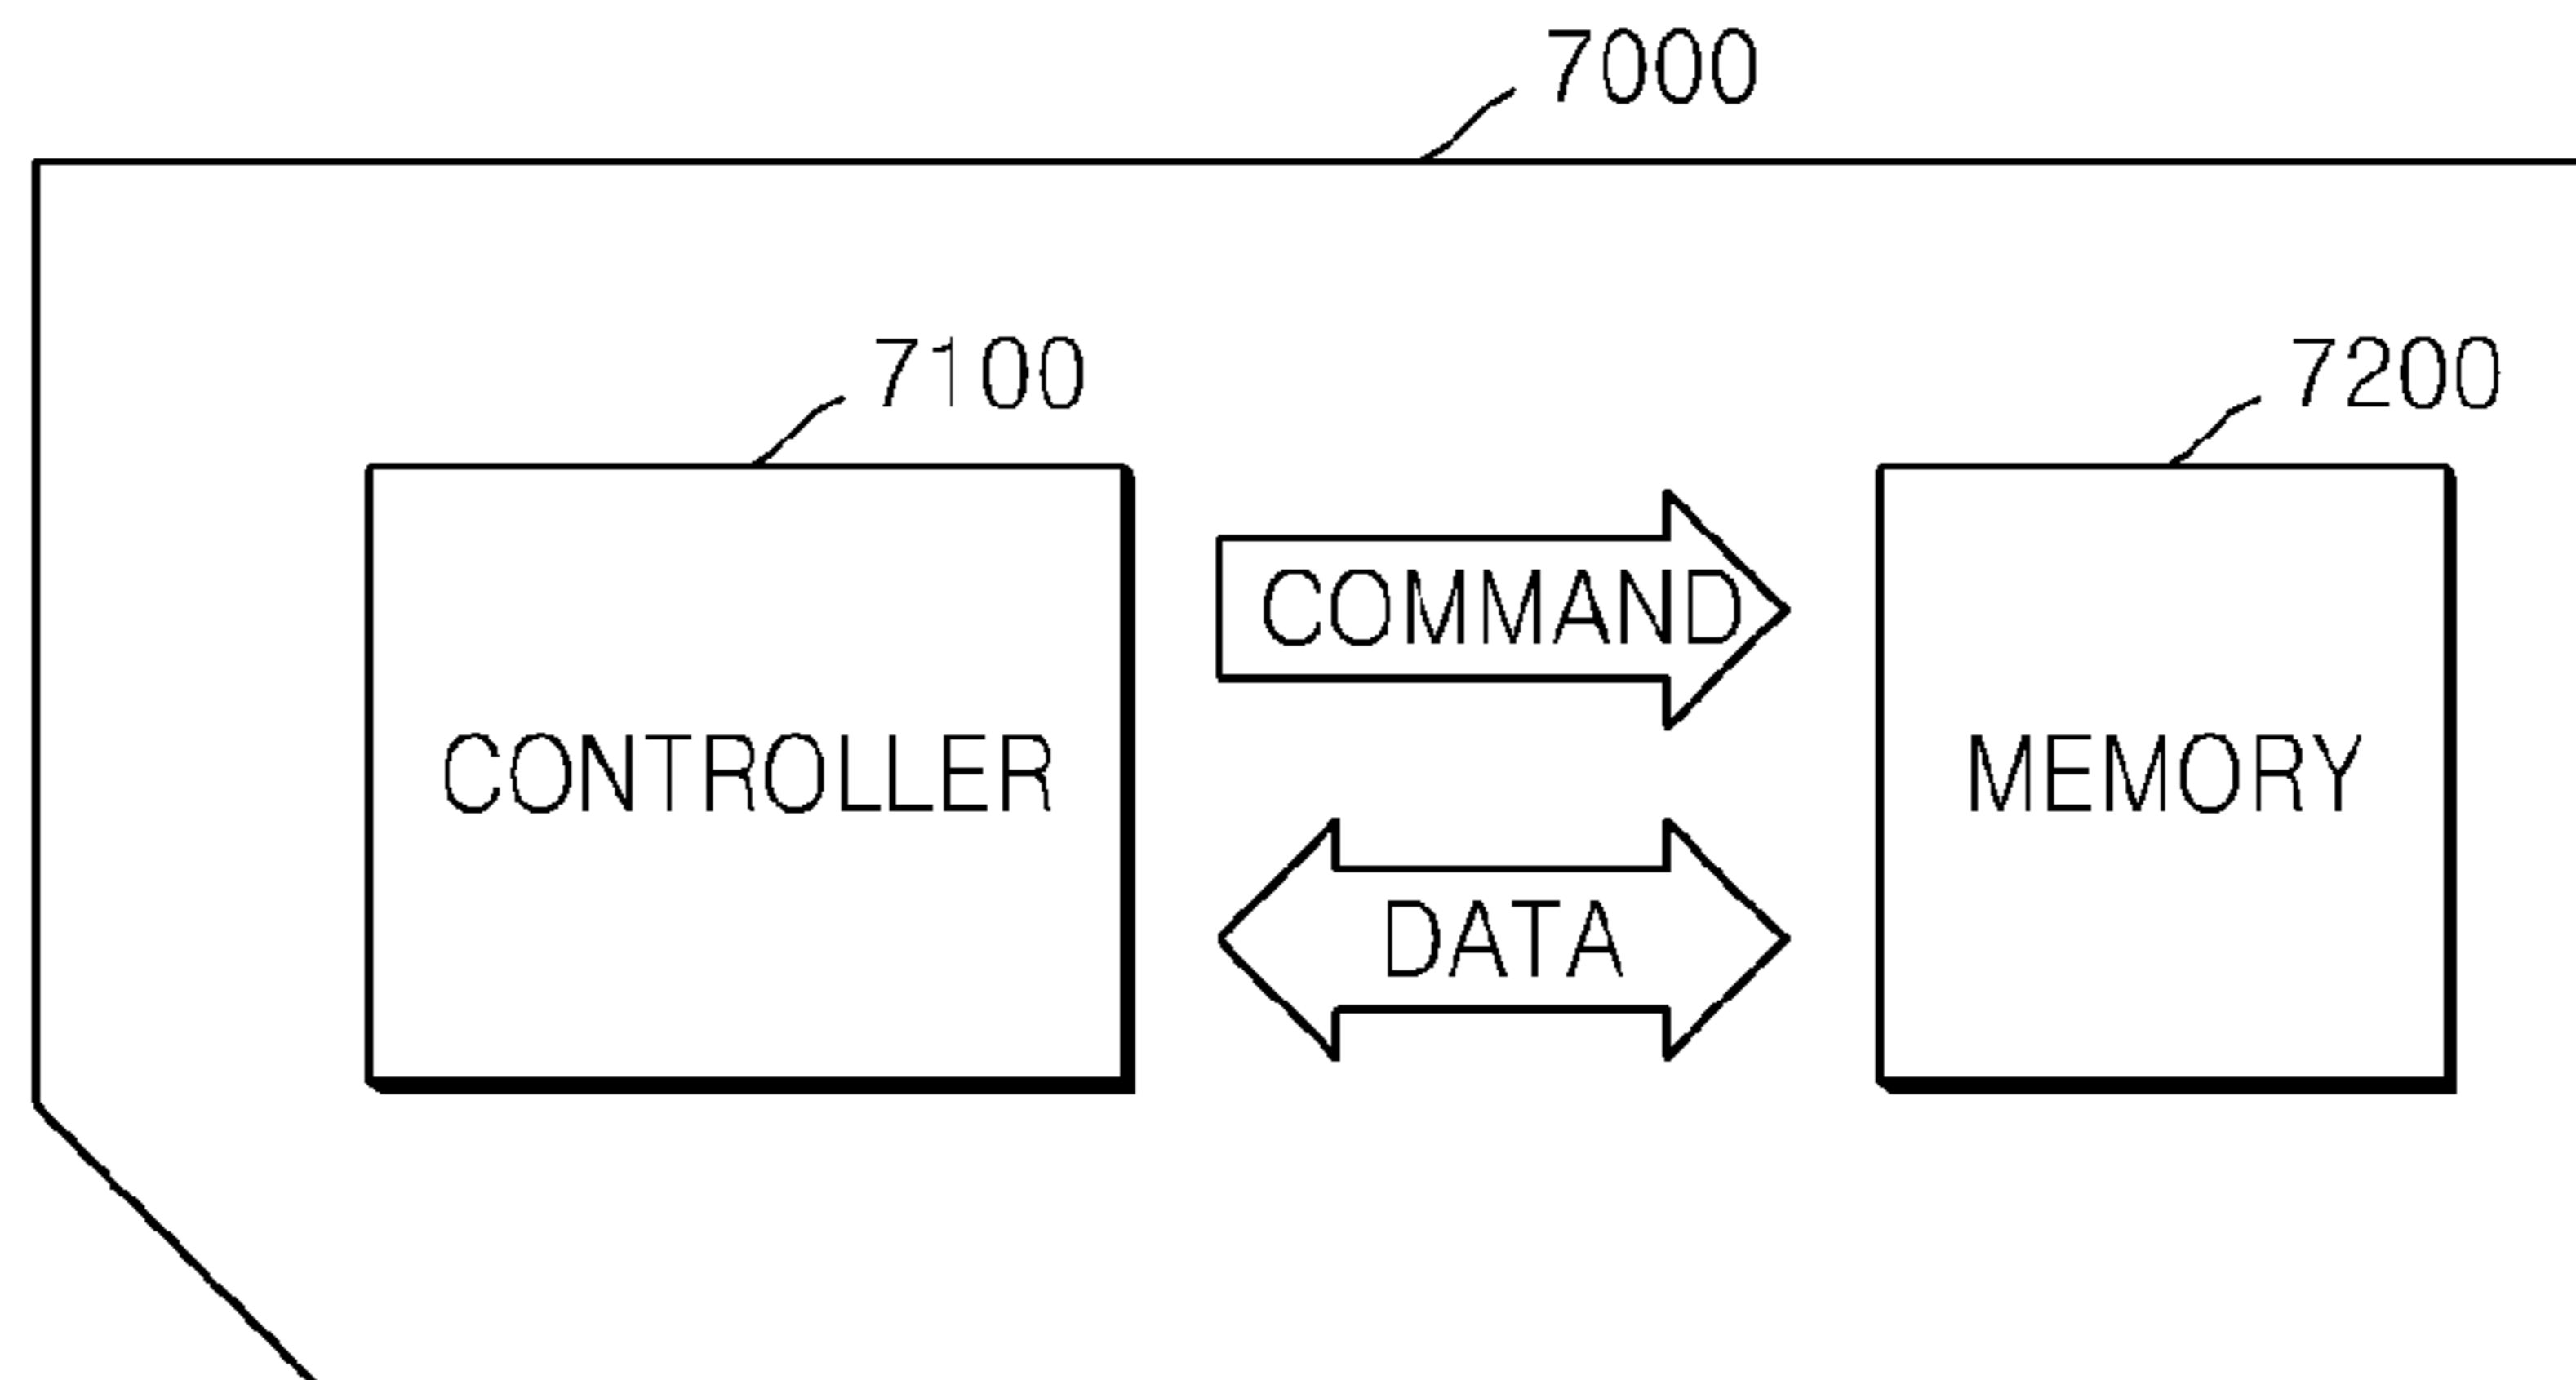 7000
7100
7200
COMMAND
CONTROLLER
MEMORY
DATA